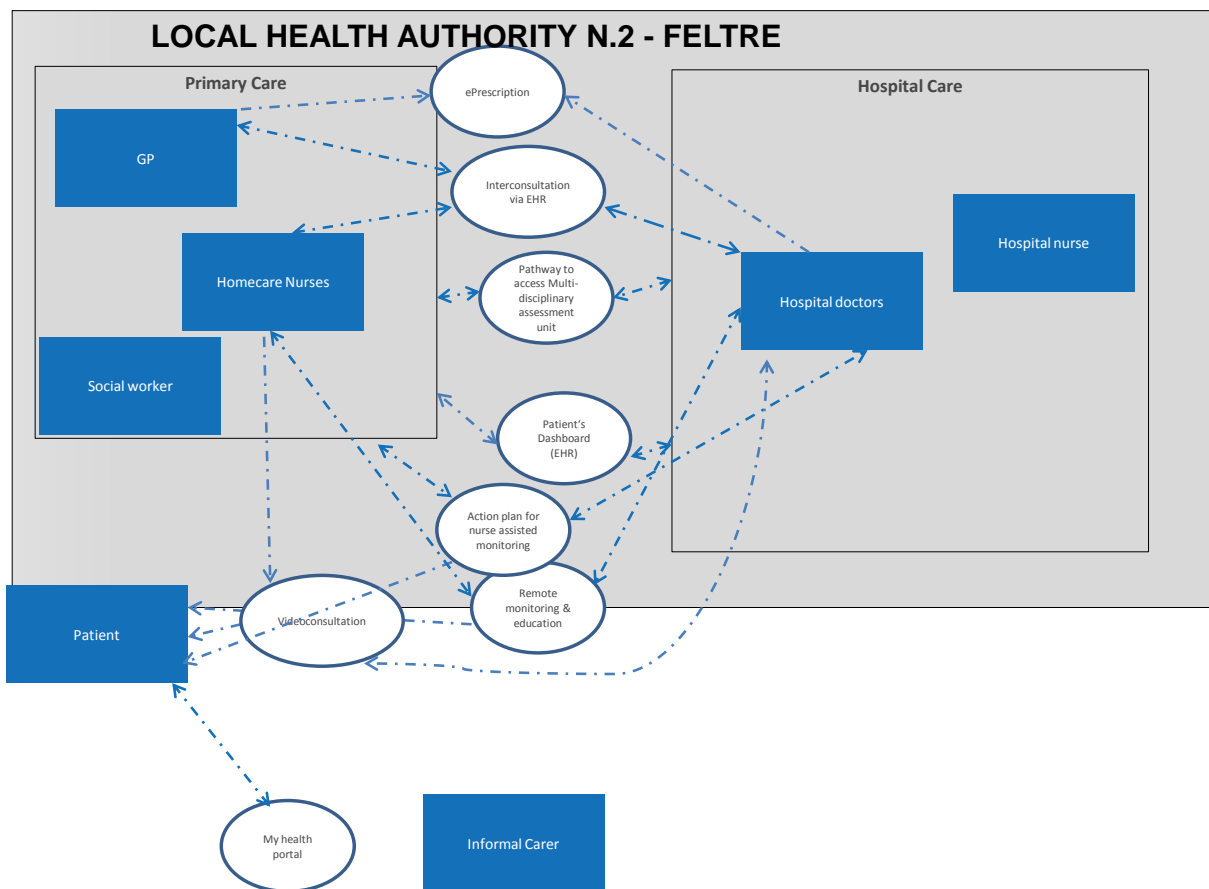 LOCAL HEALTH AUTHORITY N.2 - FELTRE
Primary Care
Hospital Care
ePrescription
GP
Interconsultation
via EHR
Hospital nurse
Homecare Nurses
Pathway to
access Multi-
disciplinary
assessment
unit
Hospital doctors
Social worker
Patient's
Dashboard
(EHR)
Action plan for
nurse assisted
monitoring
Remote
monitoring &
education
Videoconsultation
Patient
My health
portal
Informal Carer